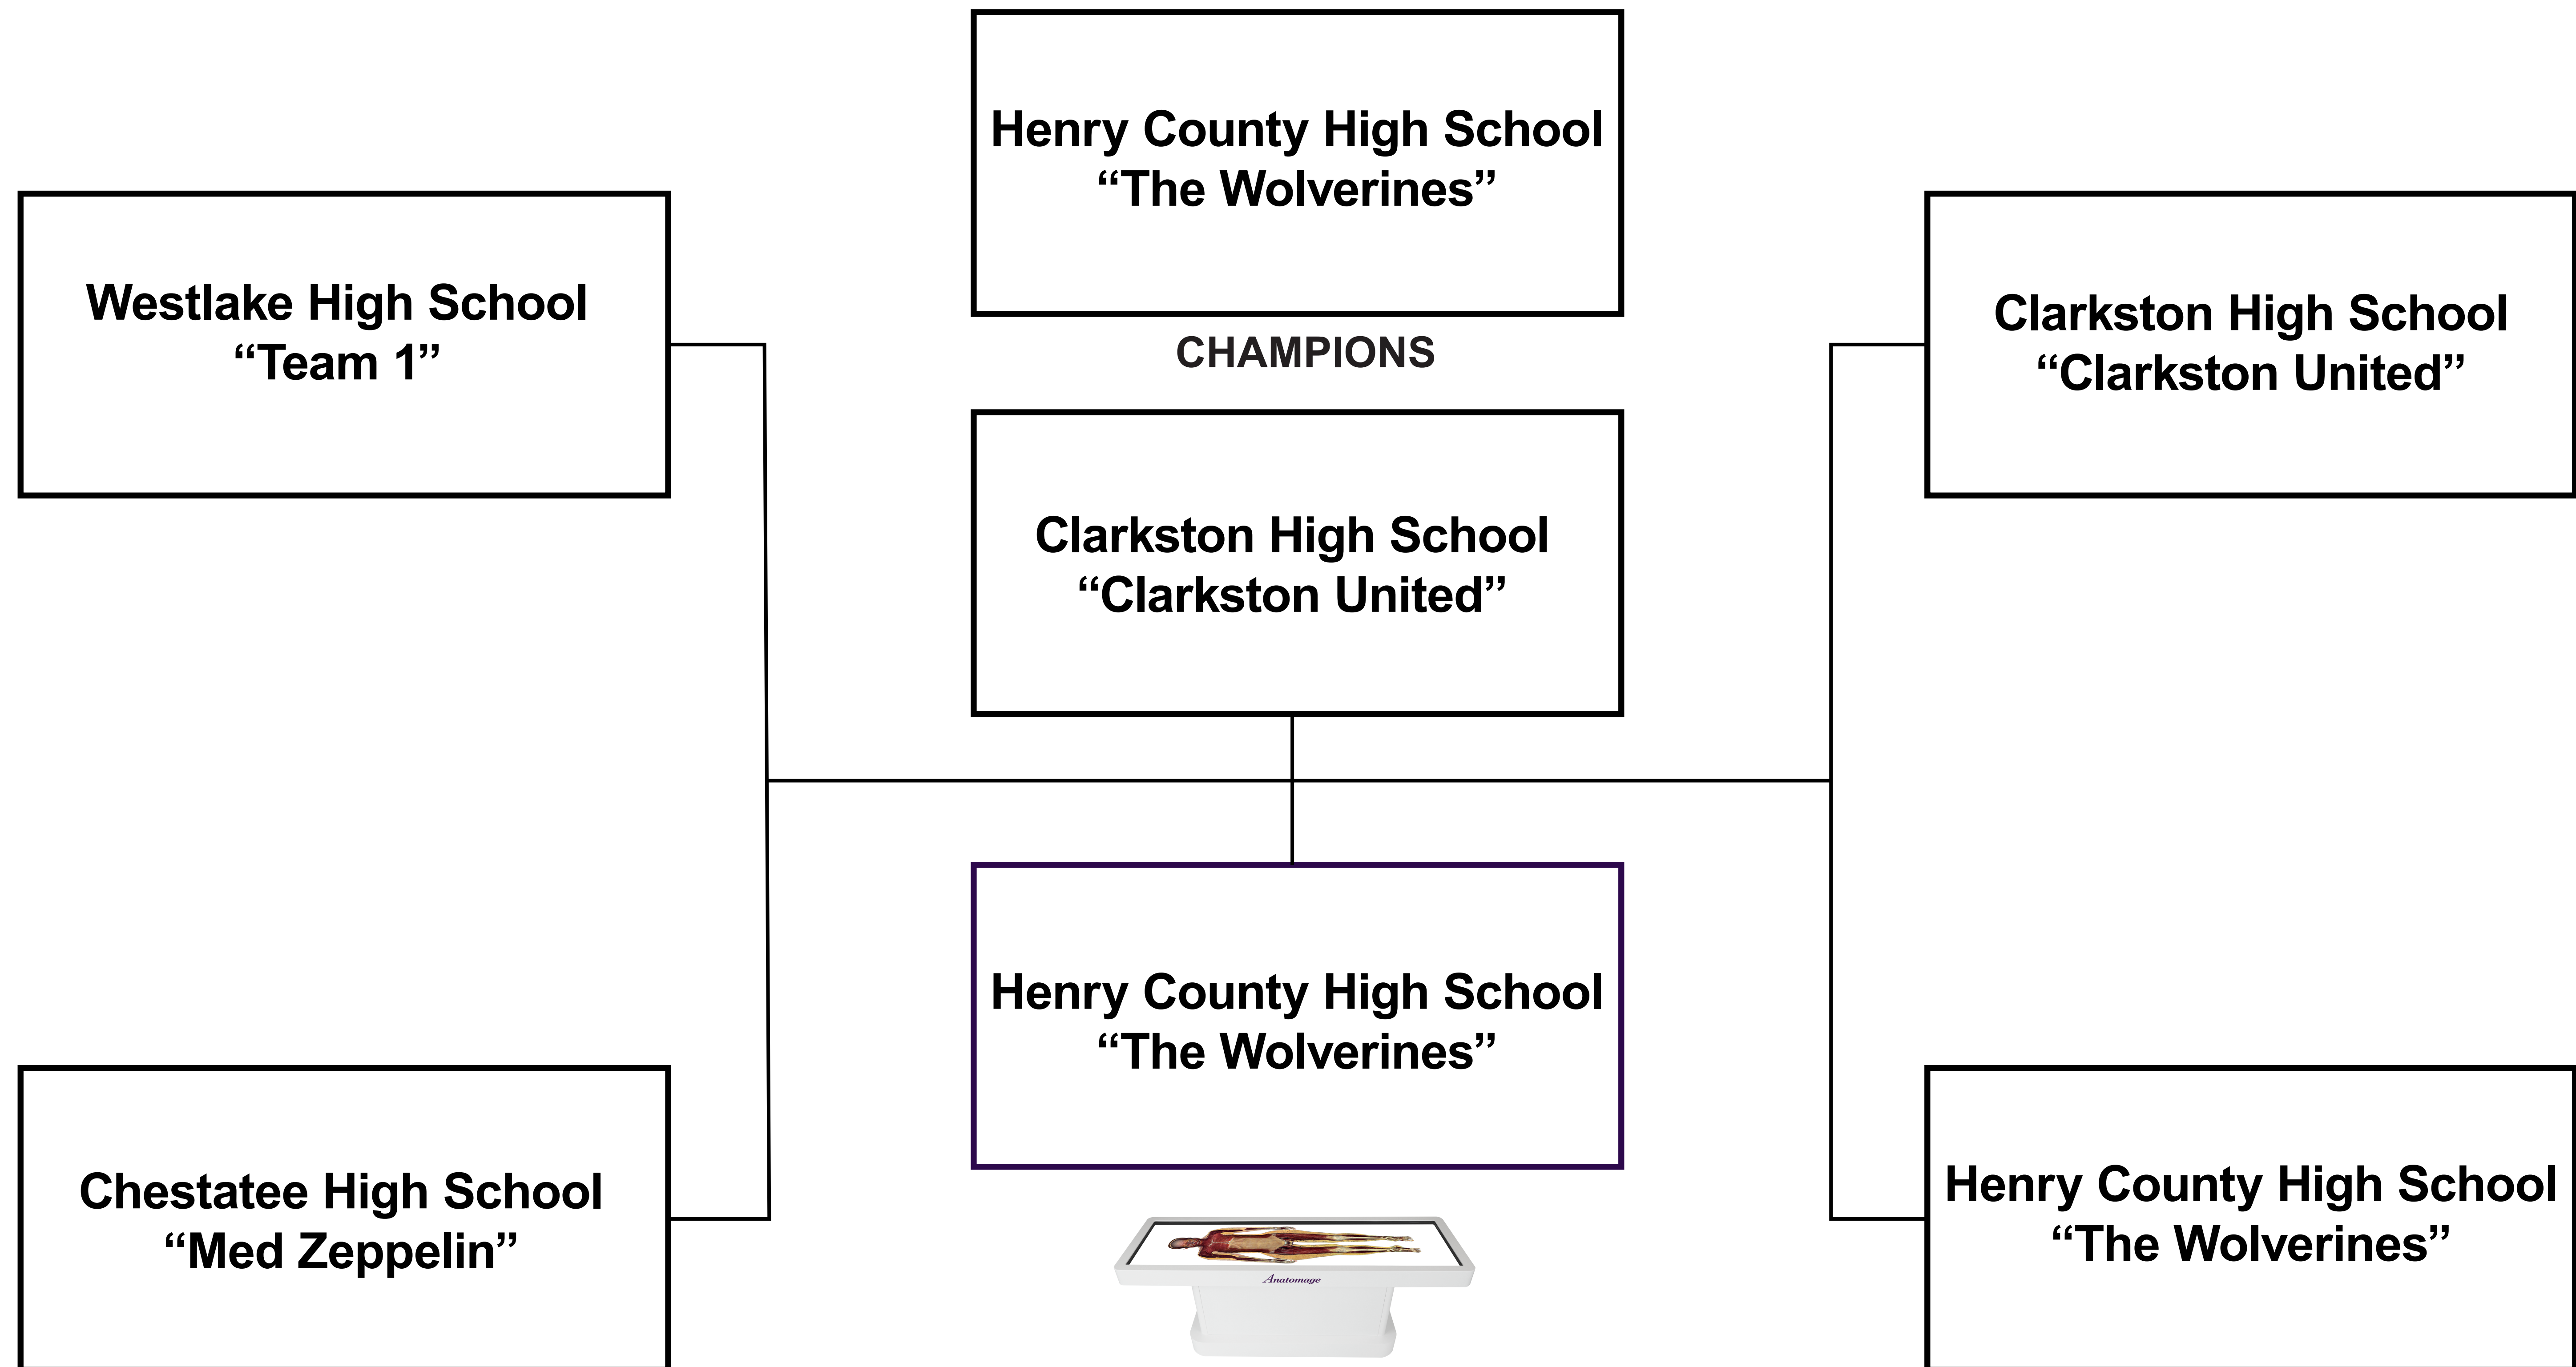 Henry County High School
“The Wolverines”
CHAMPIONS
Westlake High School
“Team 1”
Clarkston High School
“Clarkston United”
Clarkston High School
“Clarkston United”
Henry County High School
“The Wolverines”
Chestatee High School
“Med Zeppelin”
Henry County High School
“The Wolverines”
Anatomage